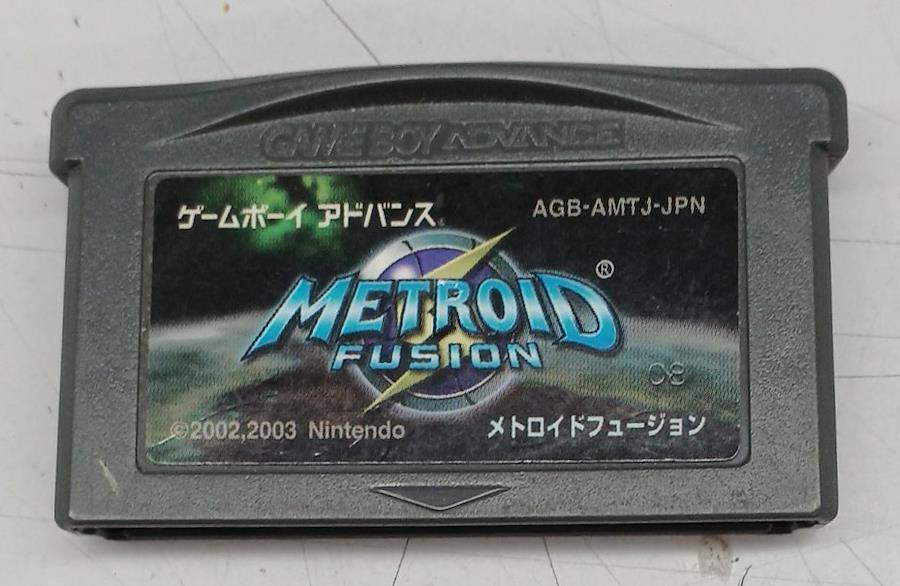 GAME BOY ADVANCE
ゲームボーイ アドバンス
AGB-AMTJ-JPN
METROID®
FUSION
08
©2002,2003 Nintendo
メトロイドフュージョン